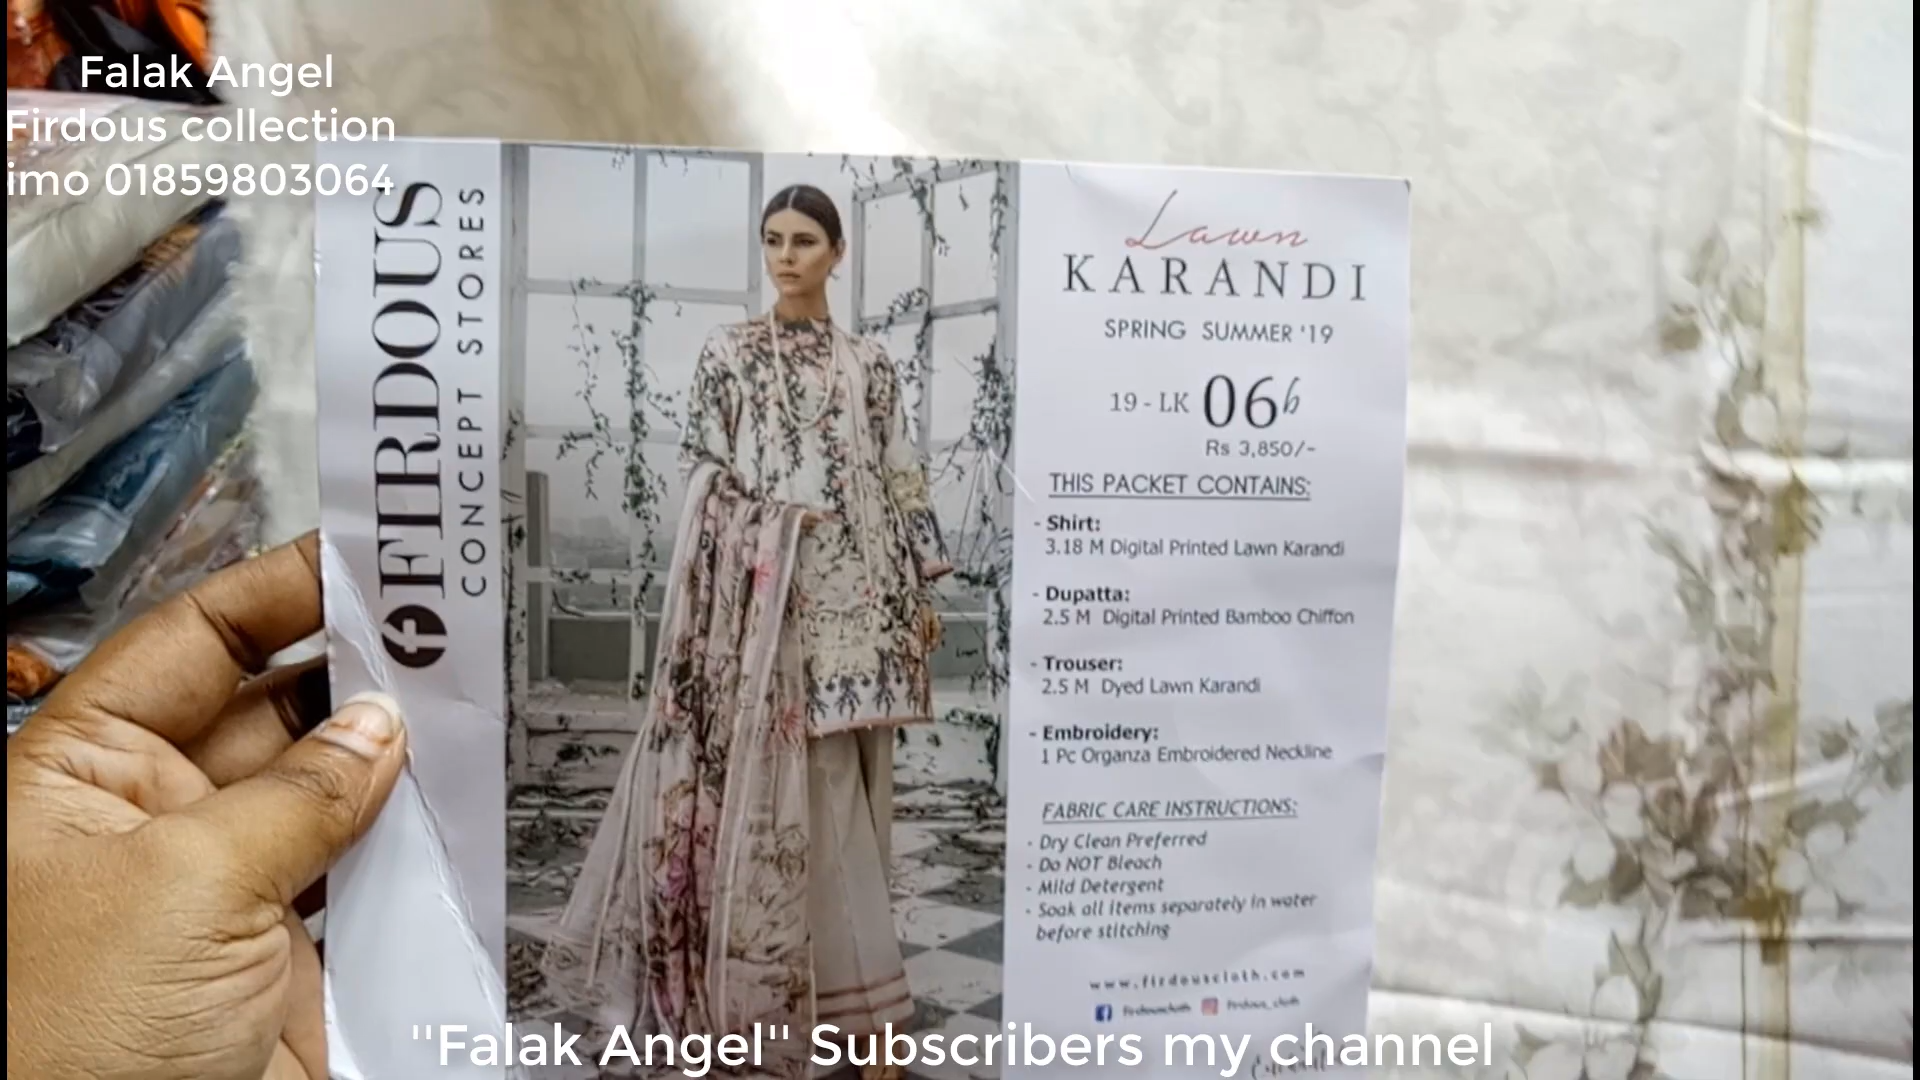 Falak Angel
Firdous collection
imo 01859803064
FIRDOUS
CONCEPT STORES
Lawn
KARANDI
SPRING SUMMER '19
19 - LK 06b
Rs 3,850/-
THIS PACKET CONTAINS:
- Shirt:
3.18 M Digital Printed Lawn Karandi
- Dupatta:
2.5 M Digital Printed Bamboo Chiffon
- Trouser:
2.5 M Dyed Lawn Karandi
- Embroidery:
1 Pc Organza Embroidered Neckline
FABRIC CARE INSTRUCTIONS:
- Dry Clean Preferred
- Do NOT Bleach
- Mild Detergent
- Soak all items separately in water
before stitching
www.firdouscloth.com
firdouscloth firdous_cloth
"Falak Angel" Subscribers my channel